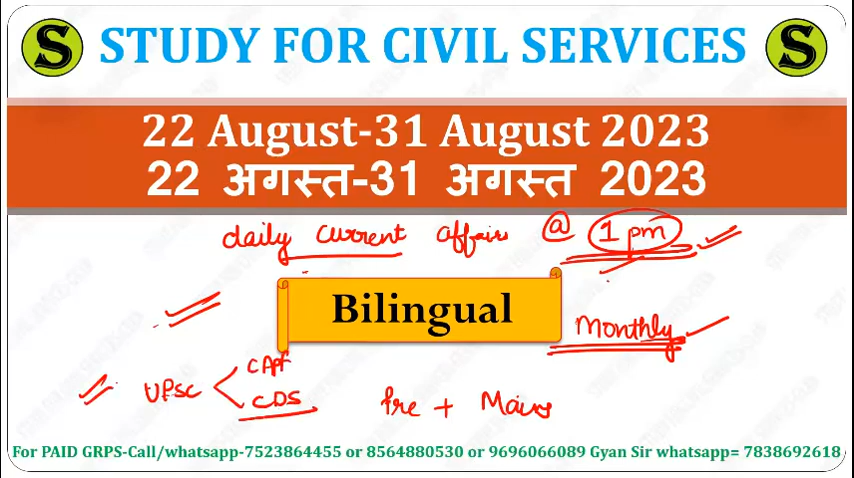 S STUDY FOR CIVIL SERVICES S
22 August-31 August 2023
22 अगस्त-31 अगस्त 2023
daily current affair @ 1 pm
Bilingual
Monthly
CAPF
UPSC
CDS
Pre + Mains
For PAID GRPS-Call/whatsapp-7523864455 or 8564880530 or 9696066089 Gyan Sir whatsapp= 7838692618